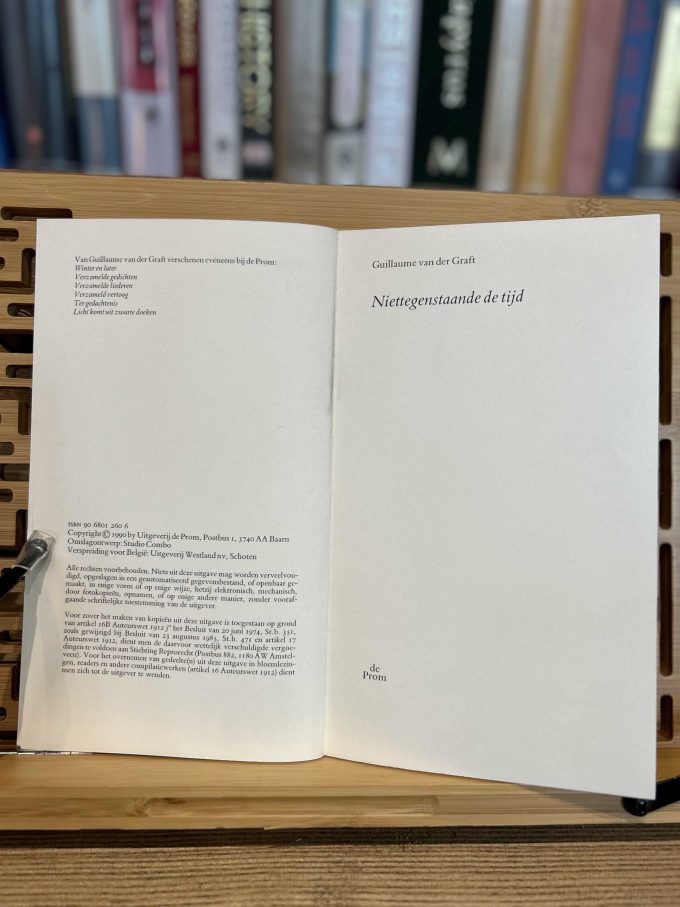 HISTORY
Papyrus
Van Guillaume van der Graft verschenen eveneens bij de Prom:
Winter en later
Verzamelde gedichten
Verzamelde liederen
Verzameld vertoog
Ter gedachtenis
Licht komt uit zwarte doeken
ISBN 90 6801 260 6
Copyright © 1990 by Uitgeverij de Prom, Postbus 1, 3740 AA Baarn
Omslagontwerp: Studio Combo
Verspreiding voor België: Uitgeverij Westland nv, Schoten
Alle rechten voorbehouden. Niets uit deze uitgave mag worden verveelvou-
digd, opgeslagen in een geautomatiseerd gegevensbestand, of openbaar ge-
maakt, in enige vorm of op enige wijze, hetzij elektronisch, mechanisch,
door fotokopieën, opnamen, of op enige andere manier, zonder vooraf-
gaande schriftelijke toestemming van de uitgever.
Voor zover het maken van kopieën uit deze uitgave is toegestaan op grond
van artikel 16B Auteurswet 1912 jº het Besluit van 20 juni 1974, St.b. 351,
zoals gewijzigd bij Besluit van 23 augustus 1985, St.b. 471 en artikel 17
Auteurswet 1912, dient men de daarvoor wettelijk verschuldigde vergoe-
dingen te voldoen aan Stichting Reprorecht (Postbus 882, 1180 AW Amstel-
veen). Voor het overnemen van gedeelte(n) uit deze uitgave in bloemlezin-
gen, readers en andere compilatiewerken (artikel 16 Auteurswet 1912) dient
men zich tot de uitgever te wenden.
Guillaume van der Graft
Niettegenstaande de tijd
de
Prom